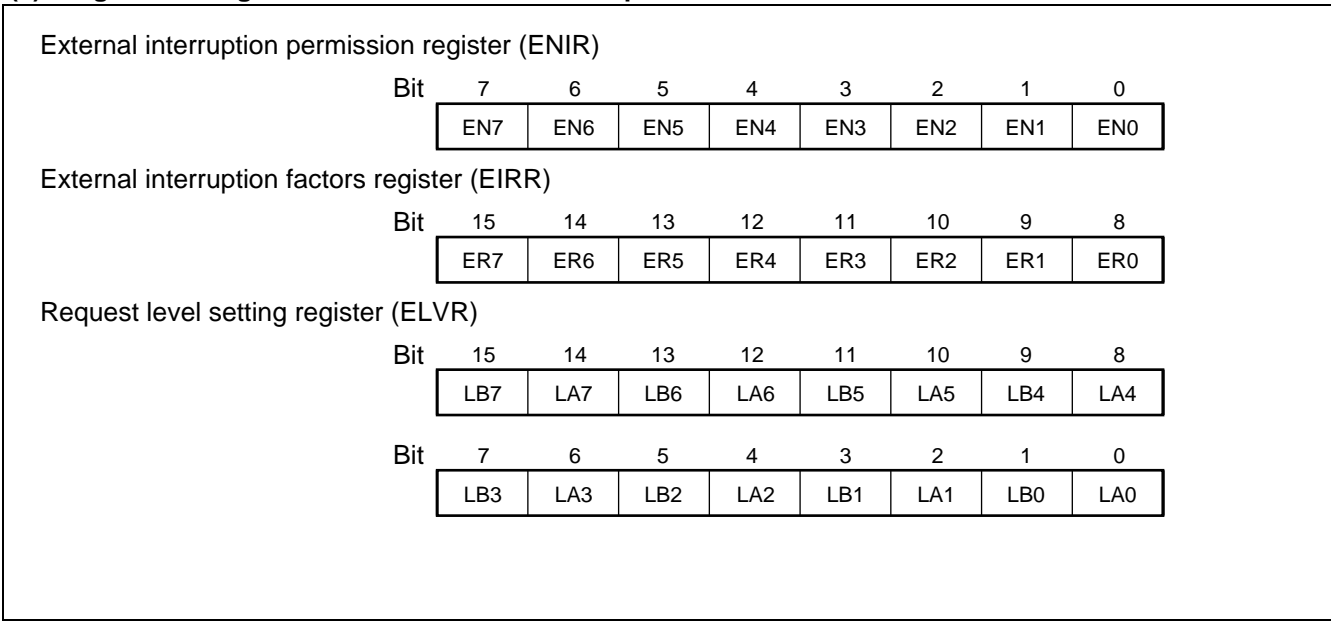 External interruption permission register (ENIR)
Bit 7 6 5 4 3 2 1 0
EN7 EN6 EN5 EN4 EN3 EN2 EN1 EN0
External interruption factors register (EIRR)
Bit 15 14 13 12 11 10 9 8
ER7 ER6 ER5 ER4 ER3 ER2 ER1 ER0
Request level setting register (ELVR)
Bit 15 14 13 12 11 10 9 8
LB7 LA7 LB6 LA6 LB5 LA5 LB4 LA4
Bit 7 6 5 4 3 2 1 0
LB3 LA3 LB2 LA2 LB1 LA1 LB0 LA0